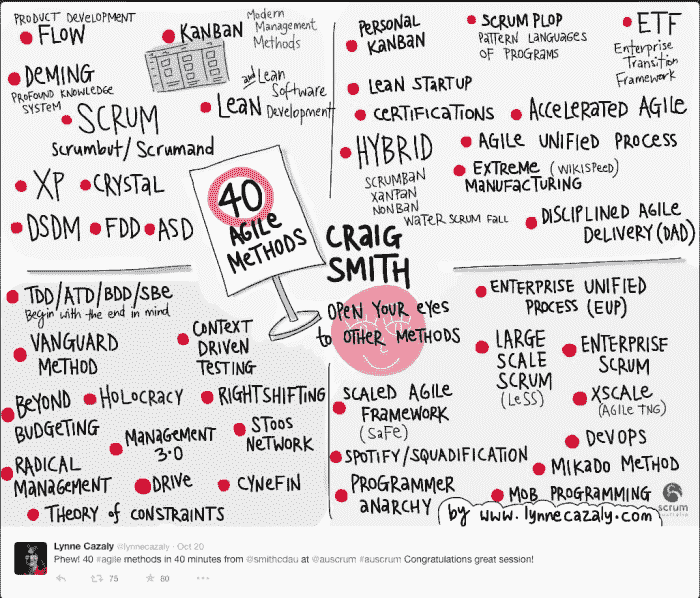 PRODUCT DEVELOPMENT
FLOW
KANBAN
Modern
Management
Methods
DEMING
PROFOUND KNOWLEDGE
SYSTEM
and Lean
Software
LEAN Development
SCRUM
Scrumbut/Scrumand
XP
CRYSTAL
DSDM
FDD
ASD
40
AGILE
METHODS
PERSONAL
KANBAN
SCRUM PLOP
PATTERN LANGUAGES
OF PROGRAMS
ETF
Enterprise
Transition
Framework
LEAN STARTUP
CERTIFICATIONS
ACCELERATED AGILE
HYBRID
SCRUMBAN
XANPAN
NONBAN
WATER SCRUM FALL
AGILE UNIFIED PROCESS
EXTREME (WIKISPEED)
MANUFACTURING
DISCIPLINED AGILE
DELIVERY (DAD)
CRAIG
SMITH
OPEN YOUR EYES
to OTHER METHODS
TDD/ATD/BDD/SBE
Begin with the end in mind
VANGUARD
METHOD
CONTEXT
DRIVEN
TESTING
BEYOND
BUDGETING
HOLOCRACY
RIGHTSHIFTING
MANAGEMENT
3.0
STOOS
NETWORK
RADICAL
MANAGEMENT
DRIVE
CYNEFIN
THEORY of CONSTRAINTS
ENTERPRISE UNIFIED
PROCESS (EUP)
LARGE
SCALE
SCRUM
(LeSS)
ENTERPRISE
SCRUM
XSCALE
(AGILE TNG)
SCALED AGILE
FRAMEWORK
(SaFe)
DEVOPS
SPOTIFY/SQUADIFICATION
MIKADO METHOD
PROGRAMMER
ANARCHY
MOB PROGRAMMING
by www.lynnecazaly.com
scrum
Lynne Cazaly @lynnecazaly · Oct 20
Phew! 40 #agile methods in 40 minutes from @smithcdau at @auscrum #auscrum Congratulations great session!
75
80